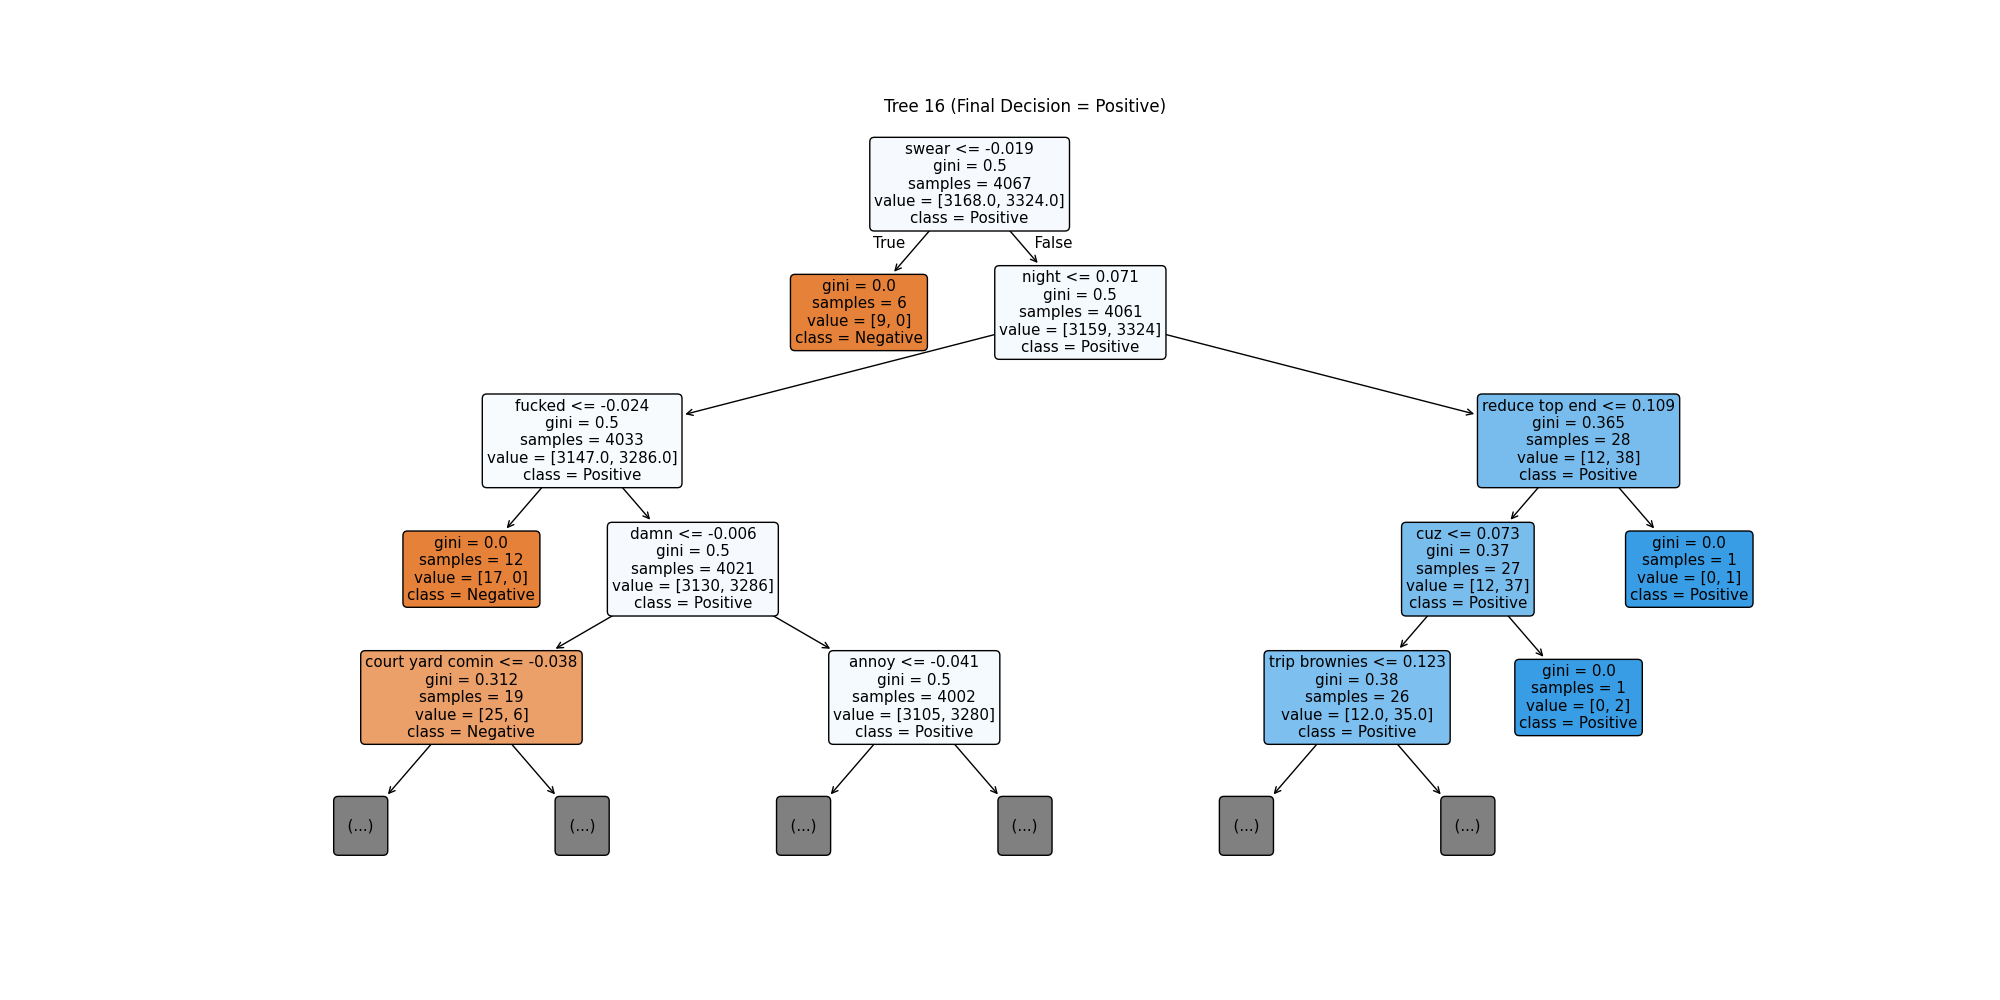 Tree 16 (Final Decision = Positive)
swear <= -0.019
gini = 0.5
samples = 4067
value = [3168.0, 3324.0]
class = Positive
True
False
gini = 0.0
samples = 6
value = [9, 0]
class = Negative
night <= 0.071
gini = 0.5
samples = 4061
value = [3159, 3324]
class = Positive
fucked <= -0.024
gini = 0.5
samples = 4033
value = [3147.0, 3286.0]
class = Positive
reduce top end <= 0.109
gini = 0.365
samples = 28
value = [12, 38]
class = Positive
gini = 0.0
samples = 12
value = [17, 0]
class = Negative
damn <= -0.006
gini = 0.5
samples = 4021
value = [3130, 3286]
class = Positive
cuz <= 0.073
gini = 0.37
samples = 27
value = [12, 37]
class = Positive
gini = 0.0
samples = 1
value = [0, 1]
class = Positive
court yard comin <= -0.038
gini = 0.312
samples = 19
value = [25, 6]
class = Negative
annoy <= -0.041
gini = 0.5
samples = 4002
value = [3105, 3280]
class = Positive
trip brownies <= 0.123
gini = 0.38
samples = 26
value = [12.0, 35.0]
class = Positive
gini = 0.0
samples = 1
value = [0, 2]
class = Positive
(...)
(...)
(...)
(...)
(...)
(...)